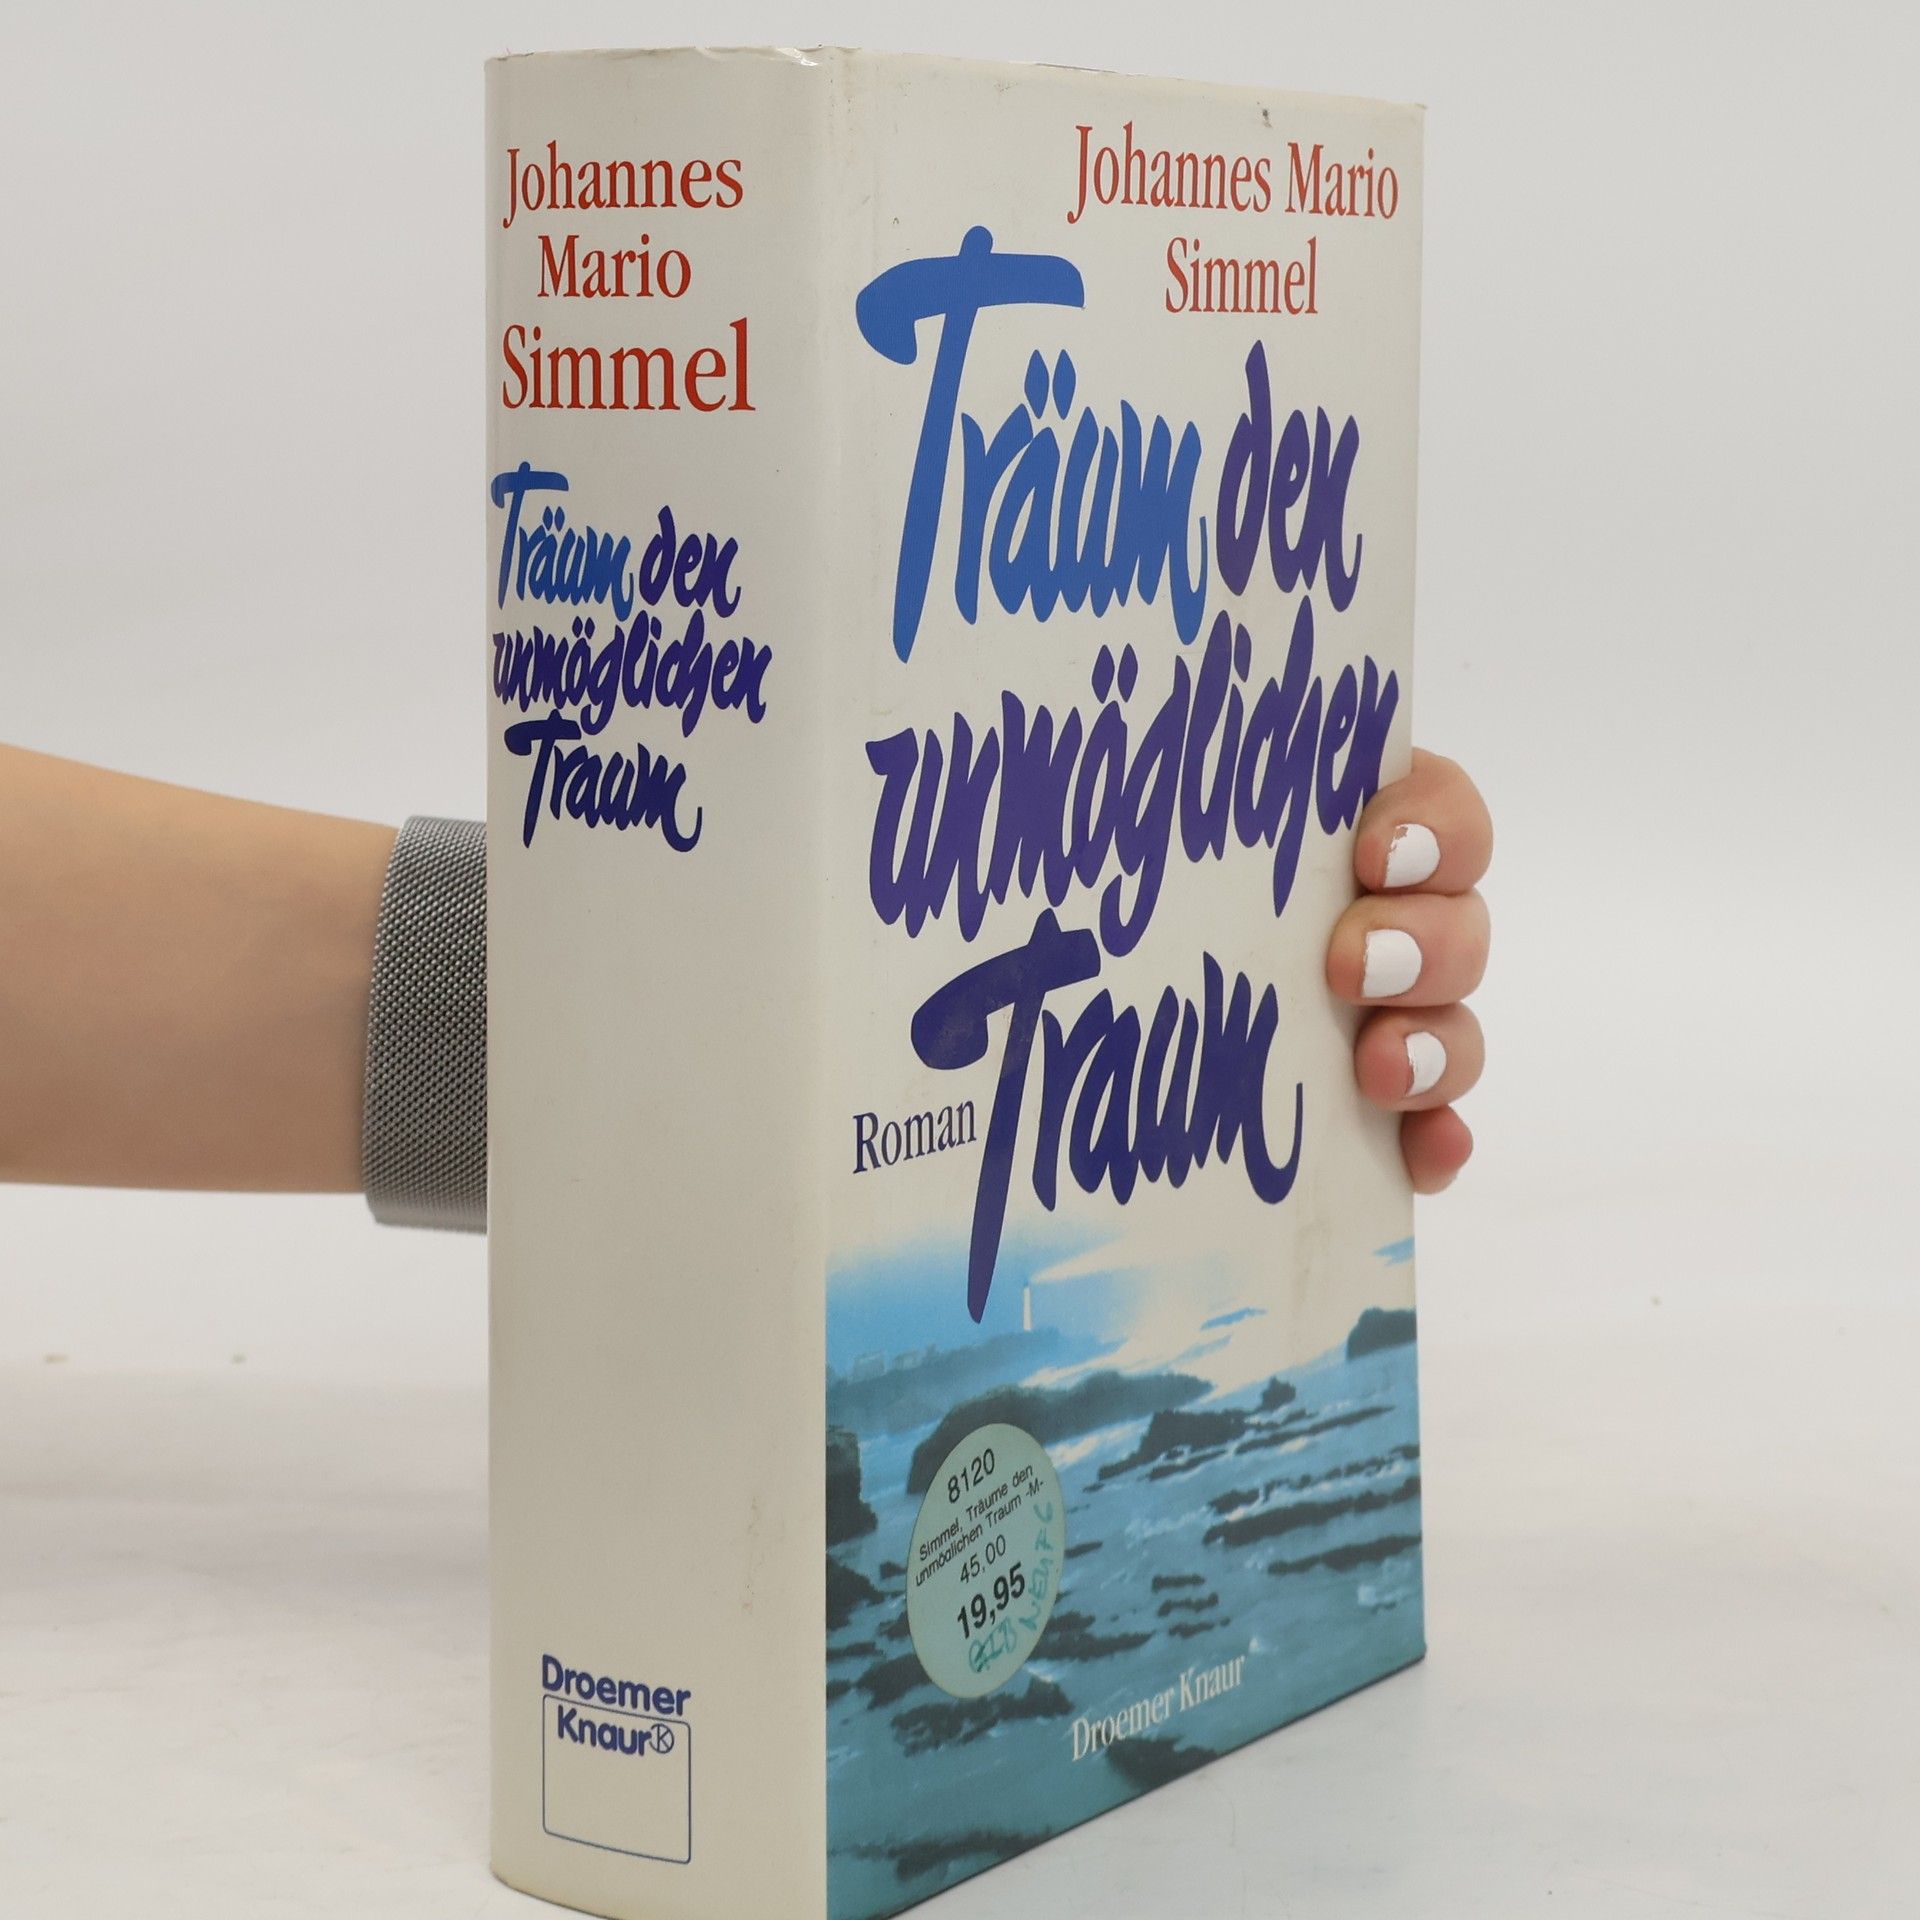 Johannes
Mario
Simmel
Träum den
unmöglichen
Traum
Droemer
Knaur
Johannes Mario
Simmel
Träum den
unmöglichen
Traum
Roman
8120
Simmel, Träume den
unmöglichen Traum -M-
45,00
19,95
Droemer Knaur